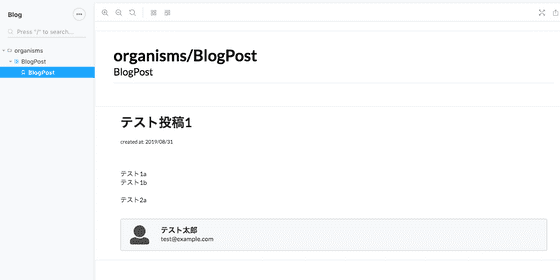 Blog
Press "/" to search...
organisms
BlogPost
BlogPost
organisms/BlogPost
BlogPost
テスト投稿1
created at: 2019/08/31
テスト1a
テスト1b
テスト2a
テスト太郎
test@example.com